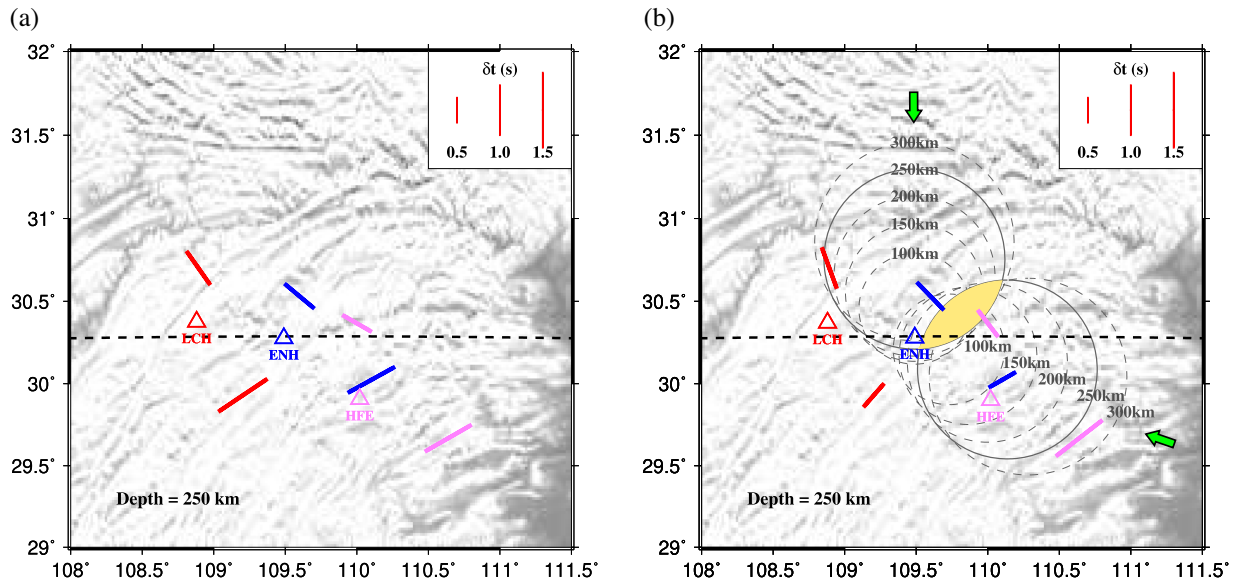 (a)
32˚
31.5˚
31˚
30.5˚
30˚
29.5˚
29˚
108˚ 108.5˚ 109˚ 109.5˚ 110˚ 110.5˚ 111˚ 111.5˚
δt (s)
0.5 1.0 1.5
LCH
ENH
HFE
Depth = 250 km
(b)
32˚
31.5˚
31˚
30.5˚
30˚
29.5˚
29˚
108˚ 108.5˚ 109˚ 109.5˚ 110˚ 110.5˚ 111˚ 111.5˚
δt (s)
0.5 1.0 1.5
300km
250km
200km
150km
100km
LCH
ENH
HFE
100km
150km
200km
250km
300km
Depth = 250 km